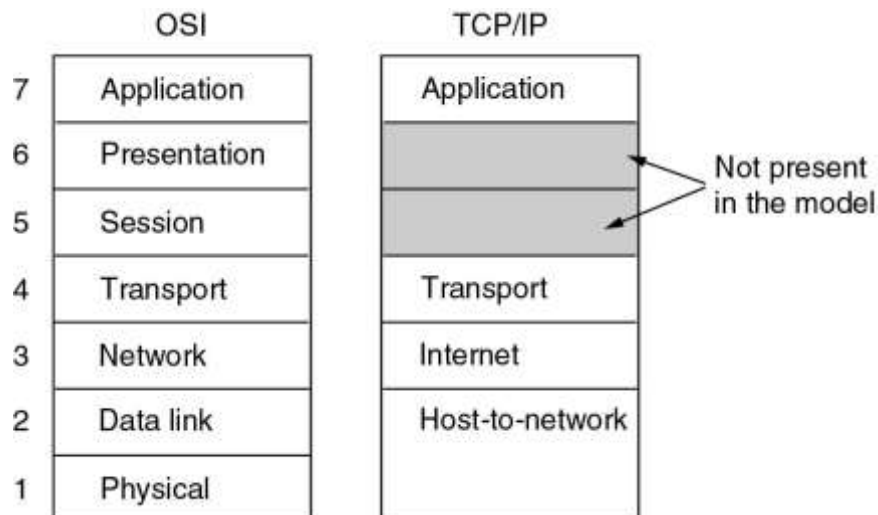 OSI TCP/IP
7 Application Application
6 Presentation
Not present
in the model
5 Session
4 Transport Transport
3 Network Internet
2 Data link Host-to-network
1 Physical